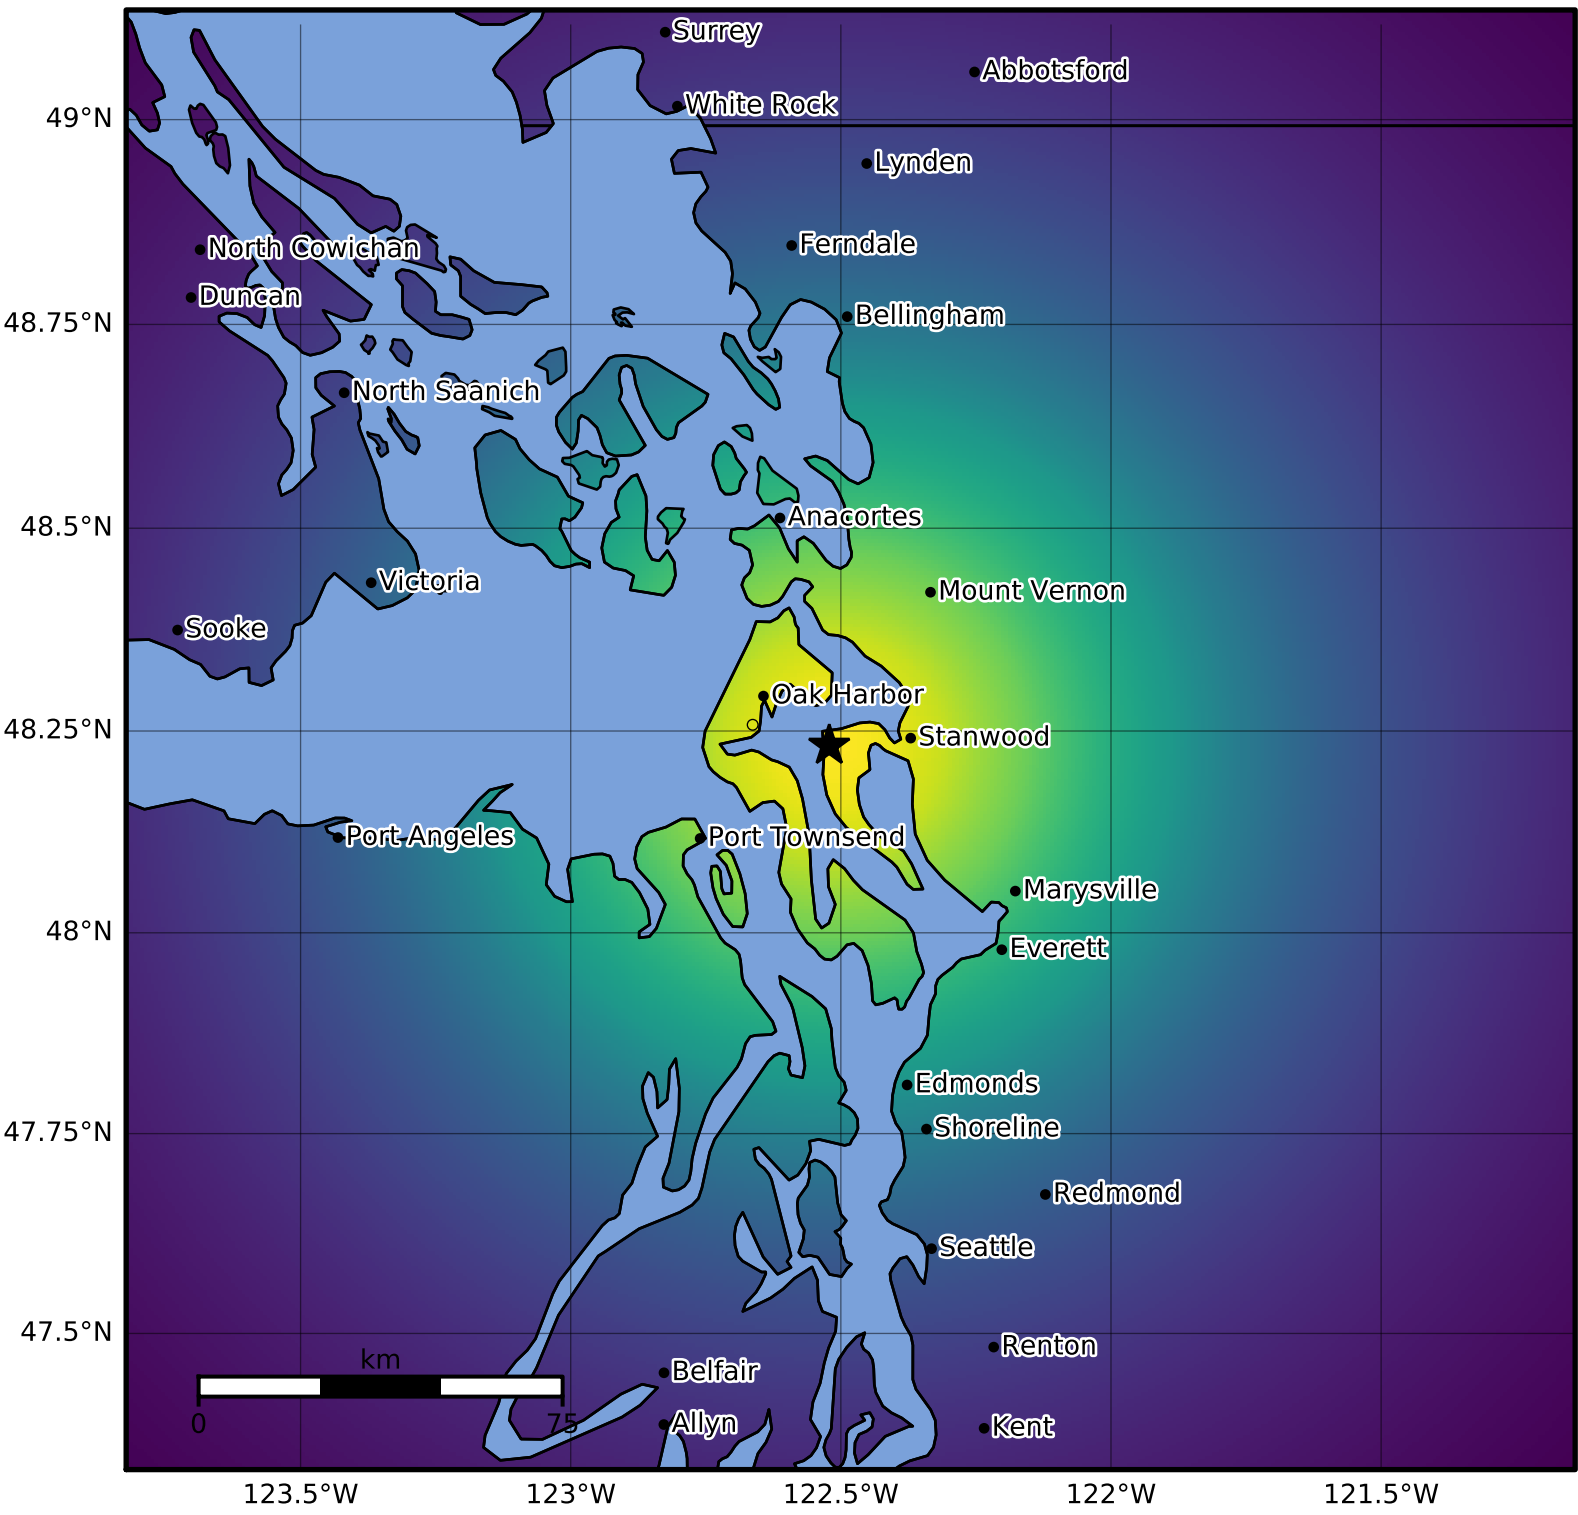 Surrey
Abbotsford
White Rock
49°N
Lynden
Ferndale
North Cowichan
Duncan
Bellingham
48.75°N
North Saanich
Anacortes
48.5°N
Victoria
Mount Vernon
Sooke
Oak Harbor
48.25°N
Stanwood
Port Angeles
Port Townsend
Marysville
48°N
Everett
Edmonds
Shoreline
47.75°N
Redmond
Seattle
47.5°N
Renton
km
Belfair
0
75
Allyn
Kent
123.5°W
123°W
122.5°W
122°W
121.5°W